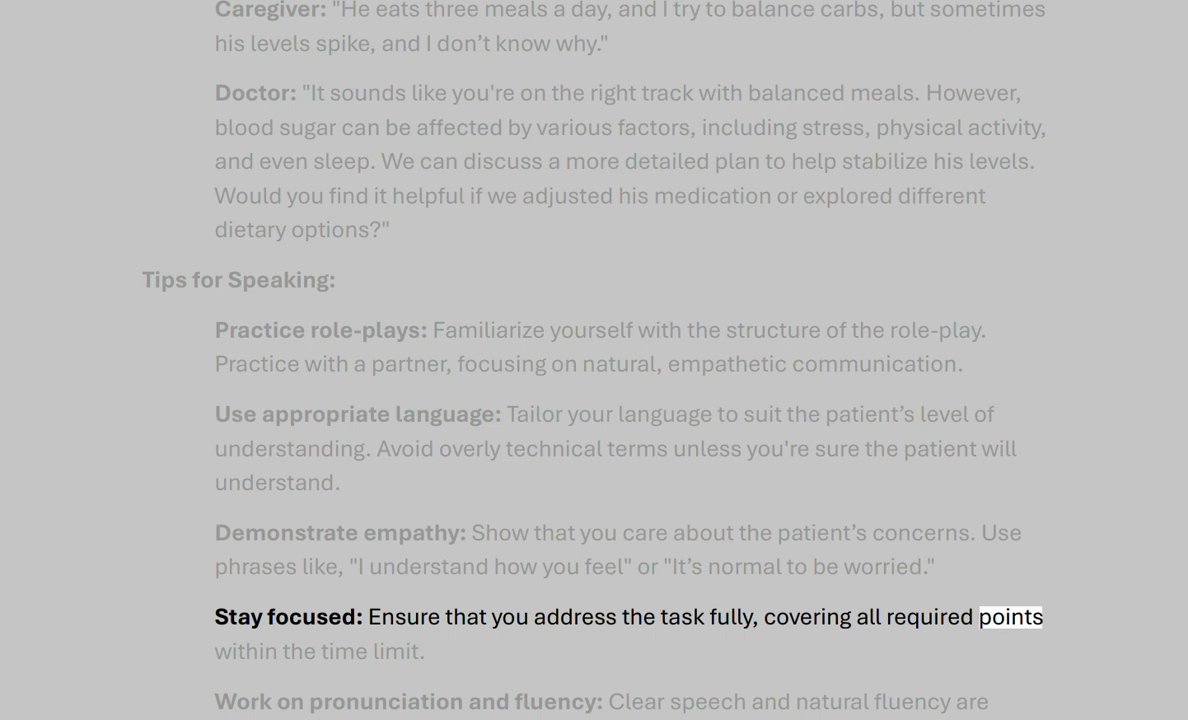 Caregiver: "He eats three meals a day, and I try to balance carbs, but sometimes
his levels spike, and I don’t know why."
Doctor: "It sounds like you're on the right track with balanced meals. However,
blood sugar can be affected by various factors, including stress, physical activity,
and even sleep. We can discuss a more detailed plan to help stabilize his levels.
Would you find it helpful if we adjusted his medication or explored different
dietary options?"
Tips for Speaking:
Practice role-plays: Familiarize yourself with the structure of the role-play.
Practice with a partner, focusing on natural, empathetic communication.
Use appropriate language: Tailor your language to suit the patient’s level of
understanding. Avoid overly technical terms unless you're sure the patient will
understand.
Demonstrate empathy: Show that you care about the patient’s concerns. Use
phrases like, "I understand how you feel" or "It’s normal to be worried."
Stay focused: Ensure that you address the task fully, covering all required points
within the time limit.
Work on pronunciation and fluency: Clear speech and natural fluency are